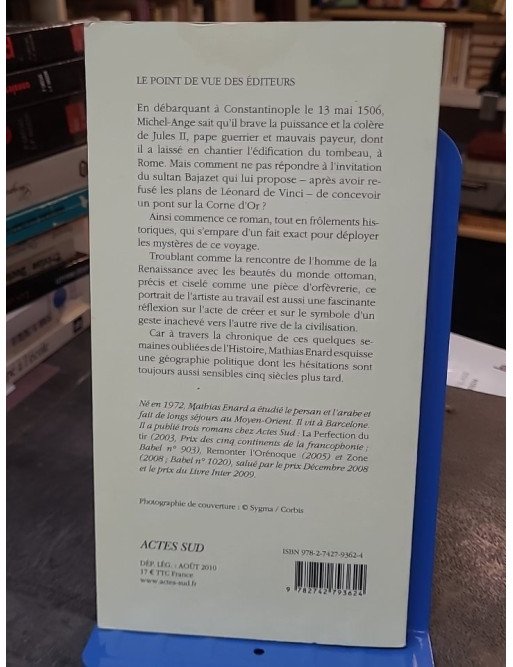 LE POINT DE VUE DES ÉDITEURS
En débarquant à Constantinople le 13 mai 1506,
Michel-Ange sait qu'il brave la puissance et la colère
de Jules II, pape guerrier et mauvais payeur, dont
il a laissé en chantier l'édification du tombeau, à
Rome. Mais comment ne pas répondre à l'invitation
du sultan Bajazet qui lui propose – après avoir re-
fusé les plans de Léonard de Vinci – de concevoir
un pont sur la Corne d'Or ?
Ainsi commence ce roman, tout en frôlements his-
toriques, qui s'empare d'un fait exact pour déployer
les mystères de ce voyage.
Troublant comme la rencontre de l'homme de la
Renaissance avec les beautés du monde ottoman,
précis et ciselé comme une pièce d'orfèvrerie, ce
portrait de l'artiste au travail est aussi une fascinante
réflexion sur l'acte de créer et sur le symbole d'un
geste inachevé vers l'autre rive de la civilisation.
Car à travers la chronique de ces quelques se-
maines oubliées de l'Histoire, Mathias Enard esquisse
une géographie politique dont les hésitations sont
toujours aussi sensibles cinq siècles plus tard.
Né en 1972, Mathias Enard a étudié le persan et l'arabe et
fait de longs séjours au Moyen-Orient. Il vit à Barcelone.
Il a publié trois romans chez Actes Sud : La Perfection du
tir (2003, Prix des cinq continents de la francophonie ;
Babel n° 903), Remonter l'Orénoque (2005) et Zone
(2008 ; Babel n° 1020), salué par le prix Décembre 2008
et le prix du Livre Inter 2009.
Photographie de couverture : © Sygma / Corbis
ACTES SUD
DÉP. LÉG. : AOÛT 2010
17 € TTC France
www.actes-sud.fr
ISBN 978-2-7427-9362-4
9 782742 793624